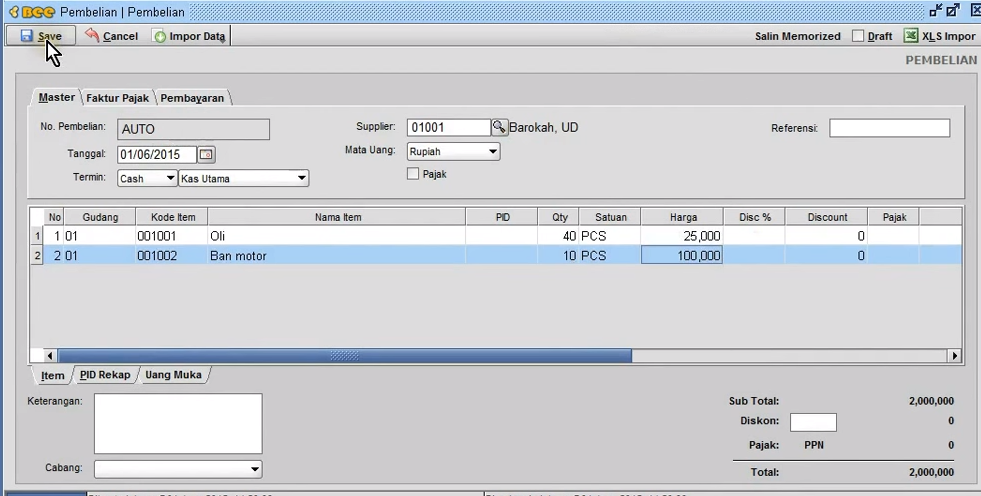 BEE Pembelian | Pembelian
Save Cancel Impor Data Salin Memorized Draft XLS Impor
PEMBELIAN
Master Faktur Pajak Pembayaran
No. Pembelian: AUTO Supplier: 01001 Barokah, UD Referensi:
Tanggal: 01/06/2015 Mata Uang: Rupiah
Termin: Cash Kas Utama Pajak
No Gudang Kode Item Nama Item PID Qty Satuan Harga Disc % Discount Pajak
1 1 01 001001 Oli 40 PCS 25,000 0
2 2 01 001002 Ban motor 10 PCS 100,000 0
Item PID Rekap Uang Muka
Keterangan: Sub Total: 2,000,000
Diskon: 0
Pajak: PPN 0
Cabang: Total: 2,000,000